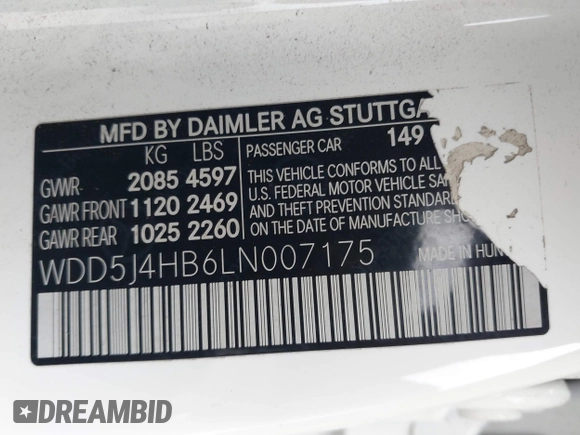 MFD BY DAIMLER AG STUTTGA
KG LBS
GVWR 2085 4597
GAWR FRONT 1120 2469
GAWR REAR 1025 2260
PASSENGER CAR 149
THIS VEHICLE CONFORMS TO ALL
U.S. FEDERAL MOTOR VEHICLE SA
AND THEFT PREVENTION STANDAR
ON THE DATE OF MANUFACTURE SHO
WDD5J4HB6LN007175
MADE IN HUN
DREAMBID